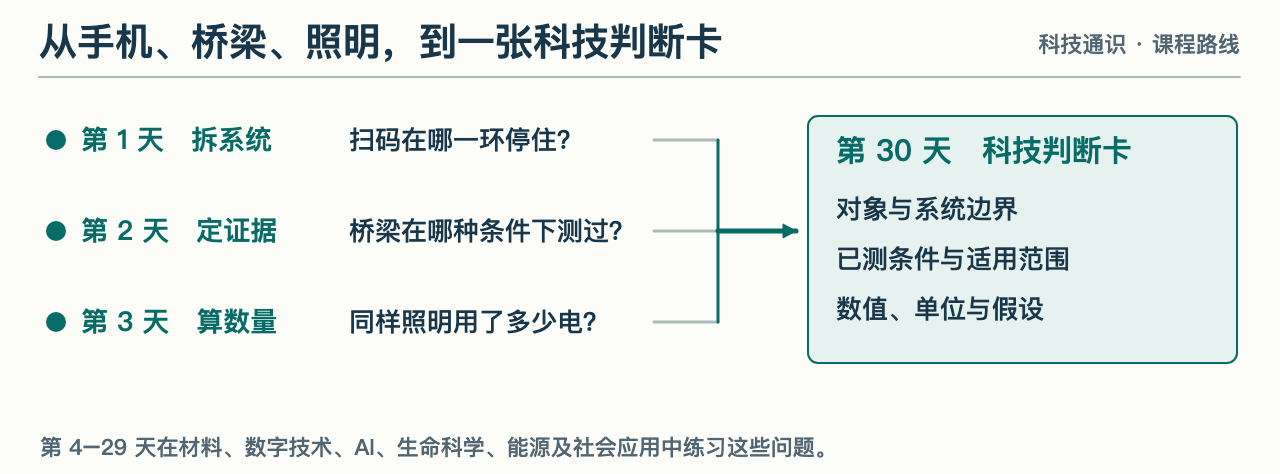 从手机、桥梁、照明，到一张科技判断卡
科技通识 · 课程路线
第 1 天 拆系统 扫码在哪一环停住？
第 2 天 定证据 桥梁在哪种条件下测过？
第 3 天 算数量 同样照明用了多少电？
第 30 天 科技判断卡
对象与系统边界
已测条件与适用范围
数值、单位与假设
第 4—29 天在材料、数字技术、AI、生命科学、能源及社会应用中练习这些问题。